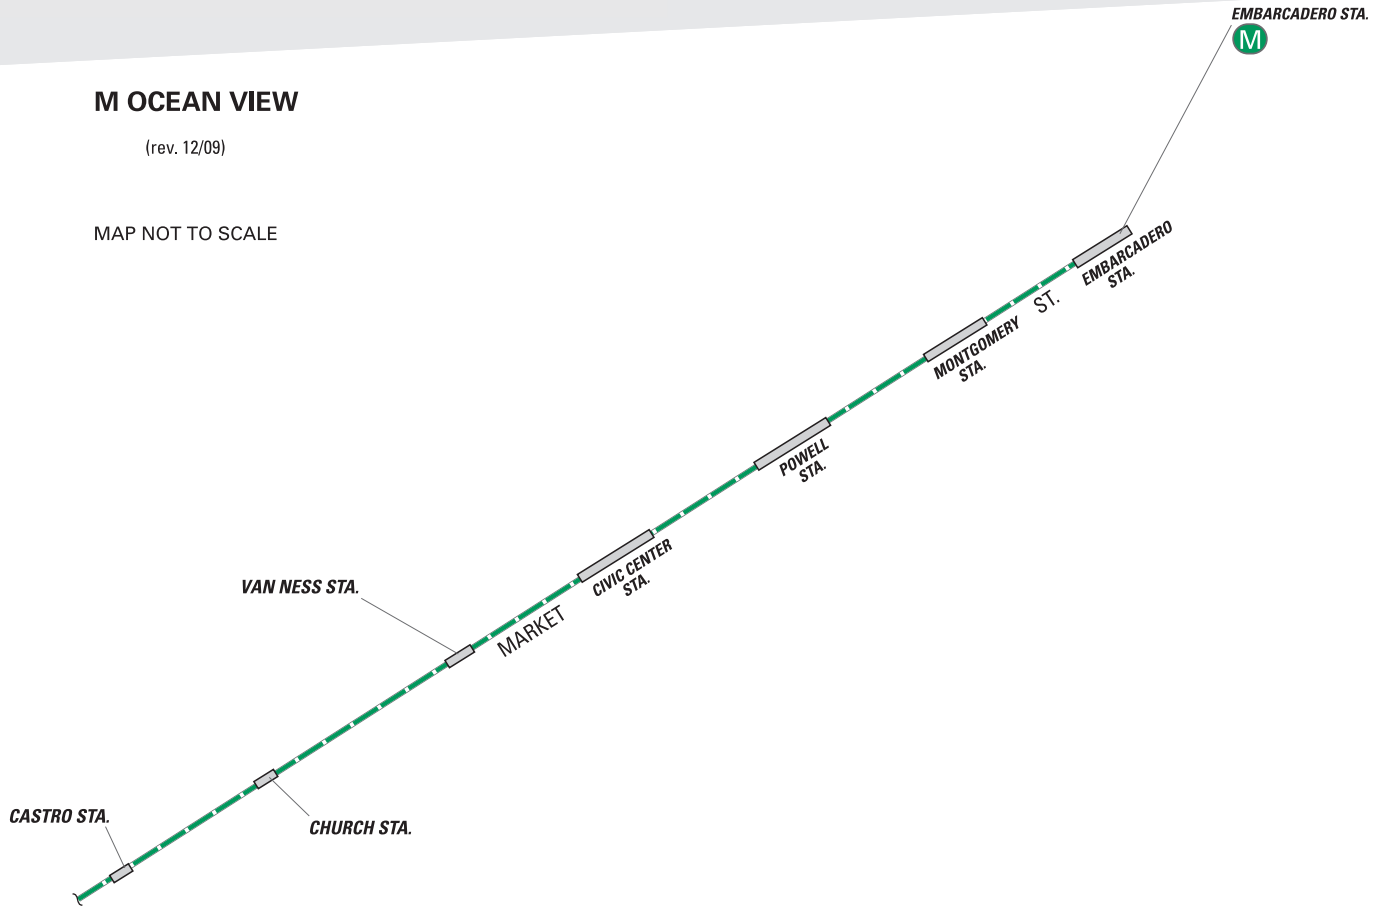 EMBARCADERO STA.
M
M OCEAN VIEW
(rev. 12/09)
MAP NOT TO SCALE
EMBARCADERO
STA.
ST.
MONTGOMERY
STA.
POWELL
STA.
CIVIC CENTER
STA.
VAN NESS STA.
MARKET
CASTRO STA.
CHURCH STA.